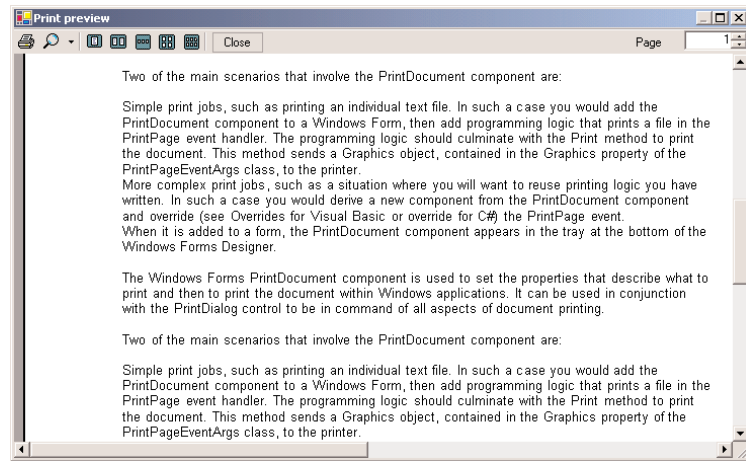 Print preview
Close
Page
1
Two of the main scenarios that involve the PrintDocument component are:
Simple print jobs, such as printing an individual text file. In such a case you would add the
PrintDocument component to a Windows Form, then add programming logic that prints a file in the
PrintPage event handler. The programming logic should culminate with the Print method to print
the document. This method sends a Graphics object, contained in the Graphics property of the
PrintPageEventArgs class, to the printer.
More complex print jobs, such as a situation where you will want to reuse printing logic you have
written. In such a case you would derive a new component from the PrintDocument component
and override (see Overrides for Visual Basic or override for C#) the PrintPage event.
When it is added to a form, the PrintDocument component appears in the tray at the bottom of the
Windows Forms Designer.
The Windows Forms PrintDocument component is used to set the properties that describe what to
print and then to print the document within Windows applications. It can be used in conjunction
with the PrintDialog control to be in command of all aspects of document printing.
Two of the main scenarios that involve the PrintDocument component are:
Simple print jobs, such as printing an individual text file. In such a case you would add the
PrintDocument component to a Windows Form, then add programming logic that prints a file in the
PrintPage event handler. The programming logic should culminate with the Print method to print
the document. This method sends a Graphics object, contained in the Graphics property of the
PrintPageEventArgs class, to the printer.